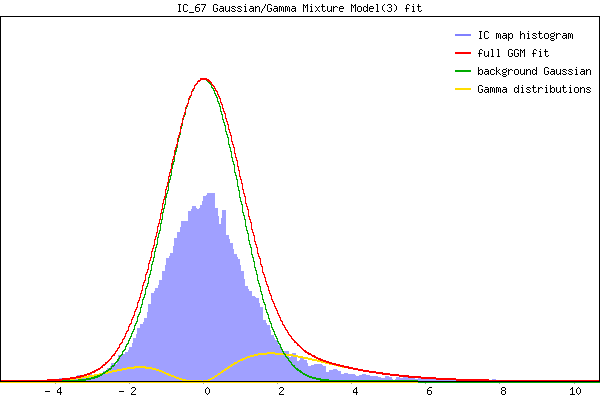 IC_67 Gaussian/Gamma Mixture Model(3) fit
IC map histogram
full GGM fit
background Gaussian
Gamma distributions
-4 -2 0 2 4 6 8 10